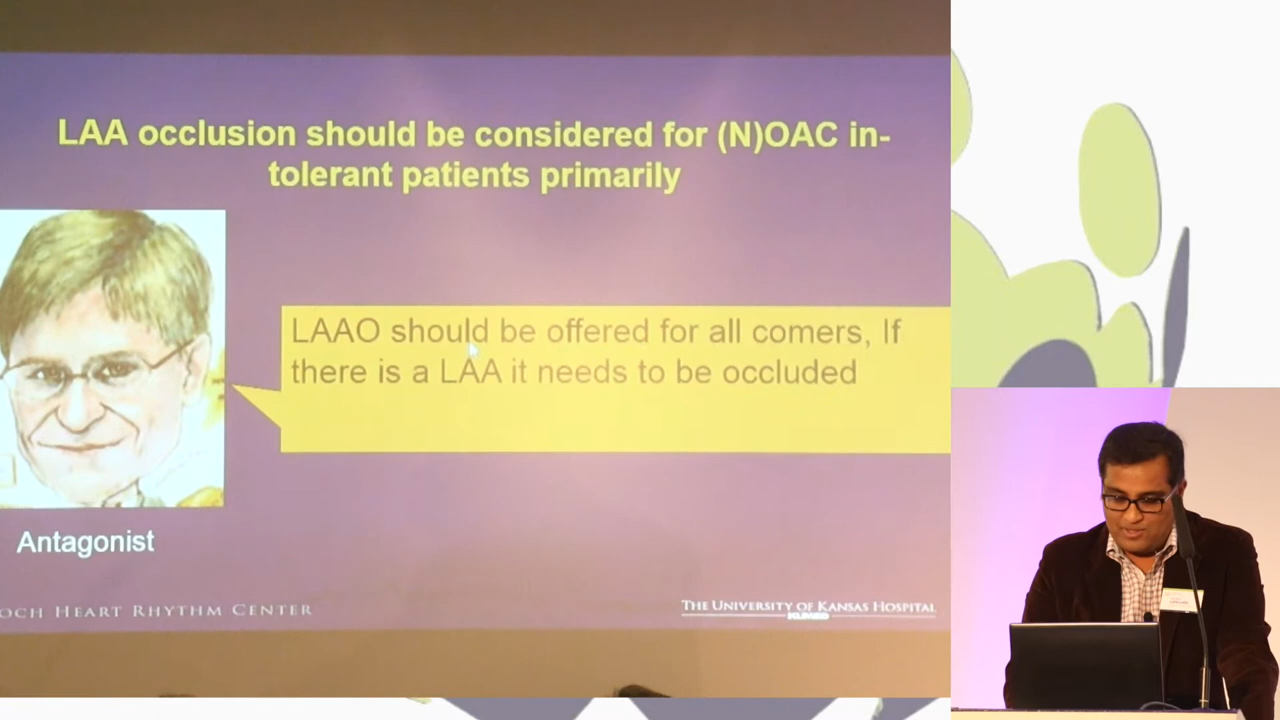 LAA occlusion should be considered for (N)OAC in-
tolerant patients primarily
LAAO should be offered for all comers, If
there is a LAA it needs to be occluded
Antagonist
OCH HEART RHYTHM CENTER
THE UNIVERSITY OF KANSAS HOSPITAL